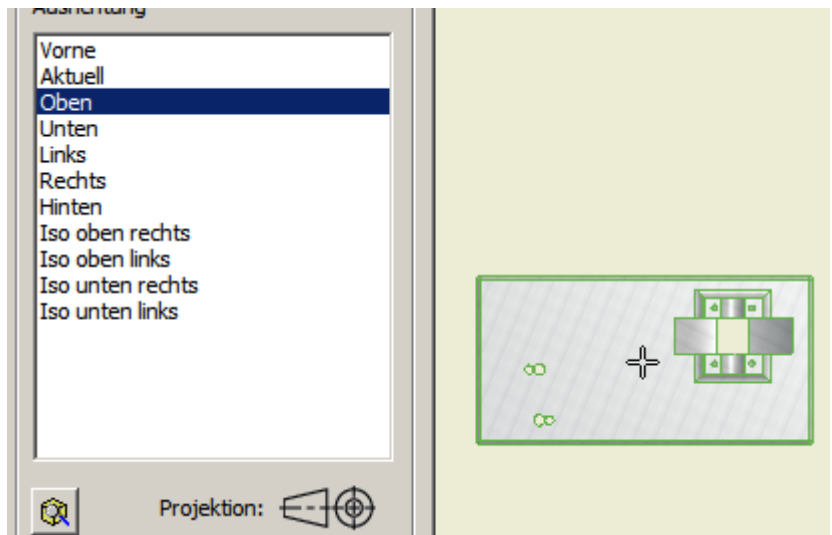 Ausrichtung
Vorne
Aktuell
Oben
Unten
Links
Rechts
Hinten
Iso oben rechts
Iso oben links
Iso unten rechts
Iso unten links
Projektion: